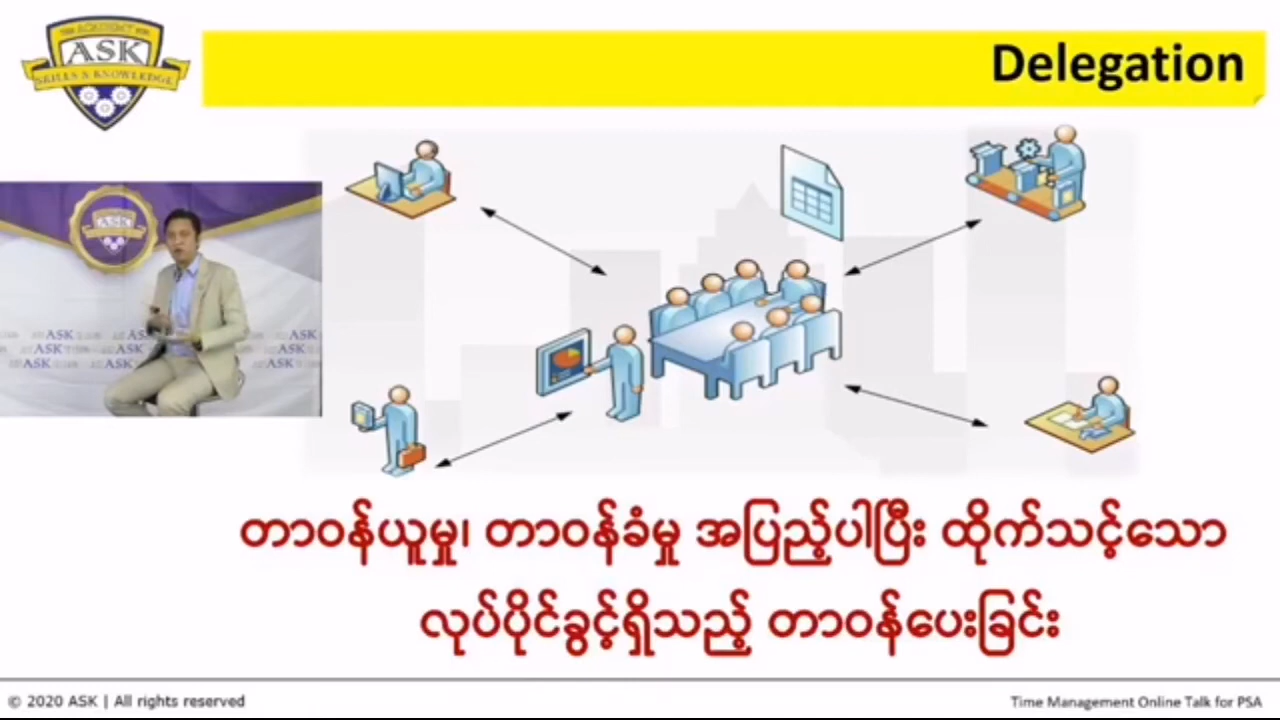 ASK
SKILLS & KNOWLEDGE
Delegation
ASK
တာဝန်ယူမှု၊ တာဝန်ခံမှု အပြည့်ပါပြီး ထိုက်သင့်သော
လုပ်ပိုင်ခွင့်ရှိသည့် တာဝန်ပေးခြင်း
© 2020 ASK | All rights reserved
Time Management Online Talk for PSA